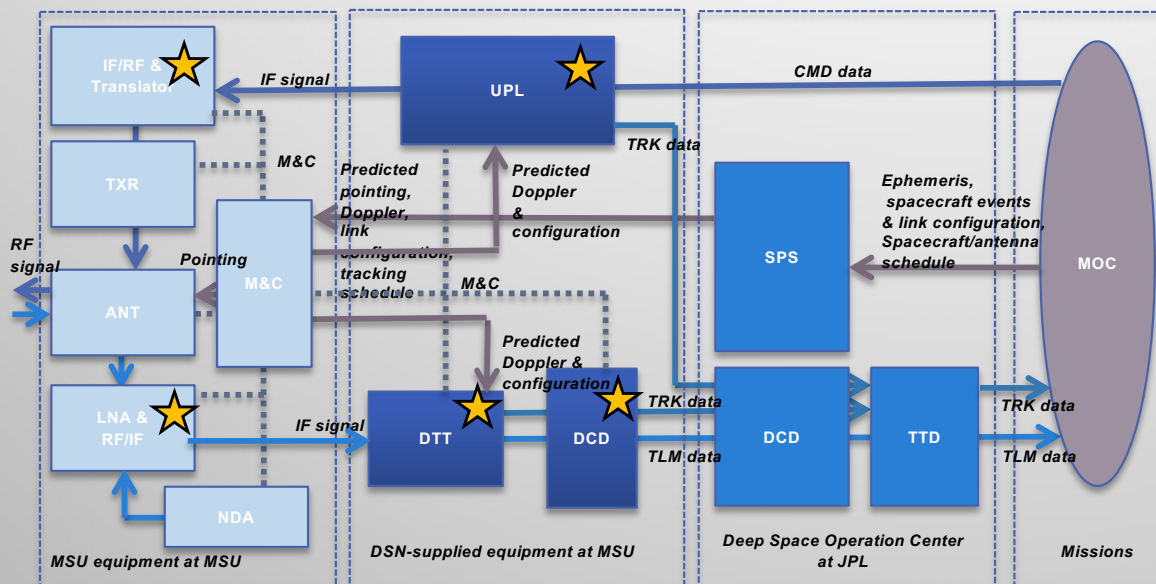 IF/RF &
Translator
IF signal
UPL
CMD data
TRK data
TXR
M&C
Predicted
pointing,
Doppler,
link
configuration,
tracking
schedule
Predicted
Doppler
&
configuration
Ephemeris,
spacecraft events
& link configuration,
Spacecraft/antenna
schedule
RF
signal
Pointing
M&C
M&C
SPS
MOC
ANT
Predicted
Doppler &
configuration
LNA &
RF/IF
IF signal
DTT
DCD
TRK data
TLM data
DCD
TTD
TRK data
TLM data
NDA
MSU equipment at MSU
DSN-supplied equipment at MSU
Deep Space Operation Center
at JPL
Missions